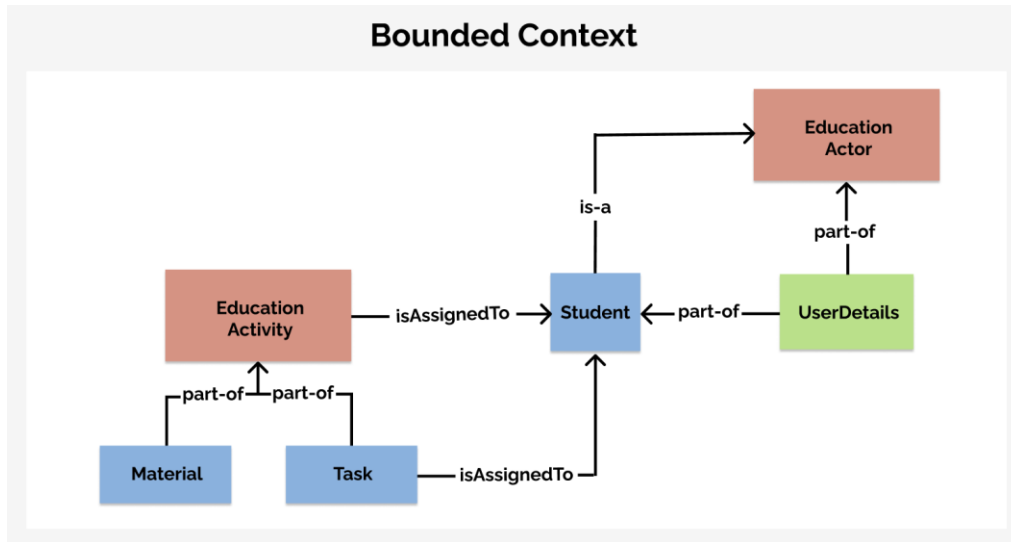 Bounded Context
Education
Actor
is-a
part-of
Education
Activity
isAssignedTo
Student
part-of
UserDetails
part-of
part-of
Material
Task
isAssignedTo